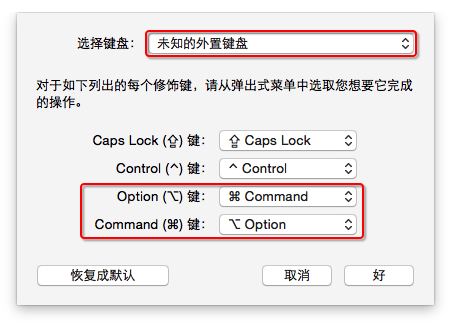 选择键盘： 未知的外置键盘
对于如下列出的每个修饰键，请从弹出式菜单中选取您想要它完成
的操作。
Caps Lock (⇪) 键： ⇪ Caps Lock
Control (^) 键： ^ Control
Option (⌥) 键： ⌘ Command
Command (⌘) 键： ⌥ Option
恢复成默认 取消 好